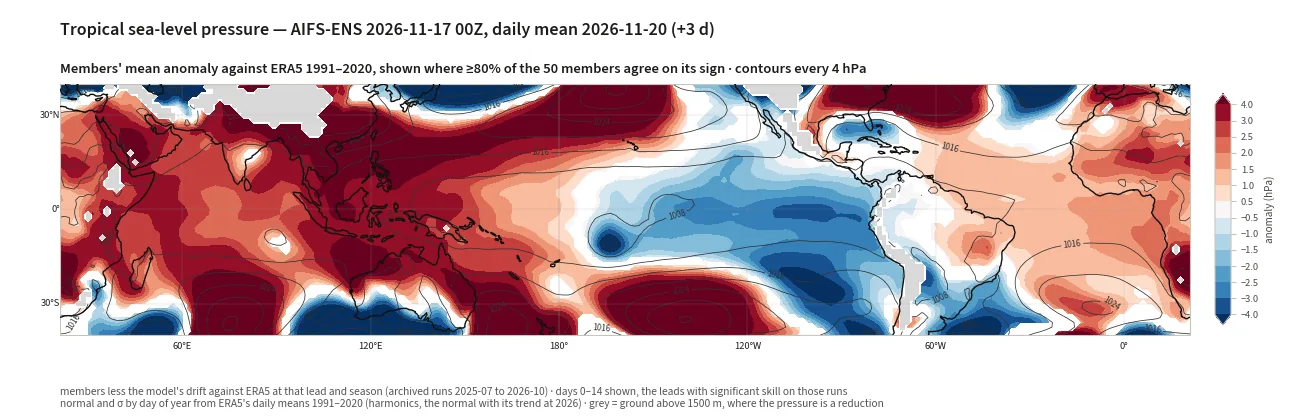 Tropical sea-level pressure — AIFS-ENS 2026-11-17 00Z, daily mean 2026-11-20 (+3 d)
Members' mean anomaly against ERA5 1991–2020, shown where ≥80% of the 50 members agree on its sign · contours every 4 hPa
30°N
0°
30°S
60°E
120°E
180°
120°W
60°W
0°
1016
1024
1016
1016
1008
1016
1016
1024
1008
1016
1016
1016
4.0
3.0
2.0
1.5
1.0
0.5
−0.5
−1.0
−1.5
−2.0
−3.0
−4.0
anomaly (hPa)
members less the model's drift against ERA5 at that lead and season (archived runs 2025-07 to 2026-10) · days 0–14 shown, the leads with significant skill on those runs
normal and σ by day of year from ERA5's daily means 1991–2020 (harmonics, the normal with its trend at 2026) · grey = ground above 1500 m, where the pressure is a reduction